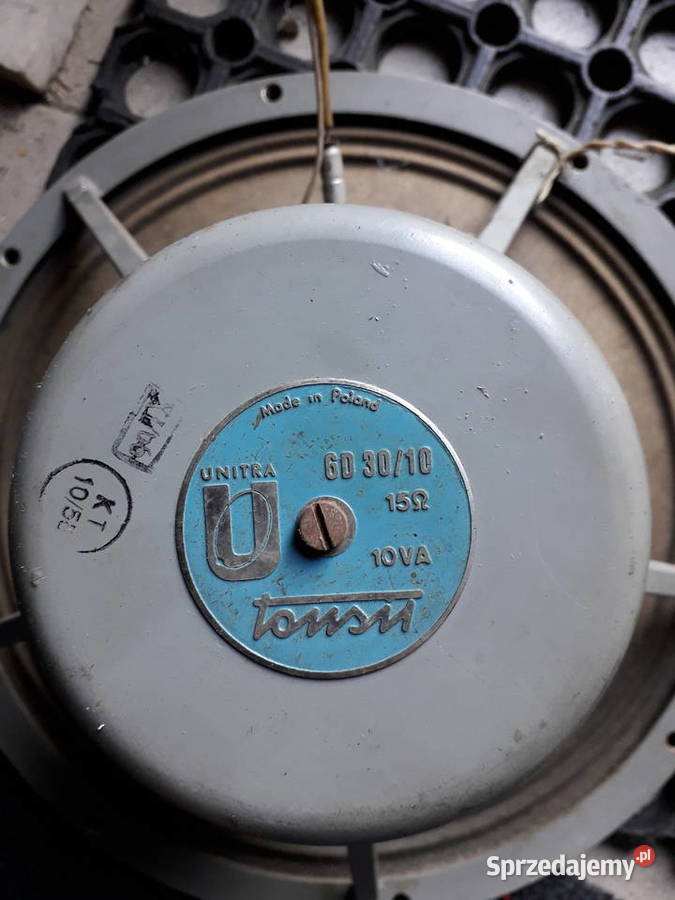 Made in Poland
UNITRA
GD 30/10
15Ω
10VA
Tonsil
KT
Sprzedajemy.pl